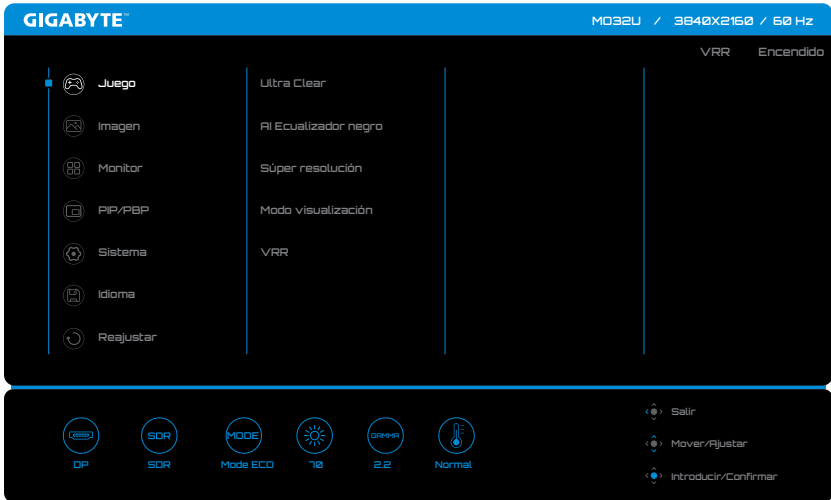 GIGABYTE™
MO32U / 3840X2160 / 60 Hz
VRR Encendido
Juego
Imagen
Monitor
PIP/PBP
Sistema
Idioma
Reajustar
Ultra Clear
AI Ecualizador negro
Súper resolución
Modo visualización
VRR
DP
SDR
SDR
MODE
Mode ECO
70
GAMMA
2.2
Normal
Salir
Mover/Ajustar
Introducir/Confirmar